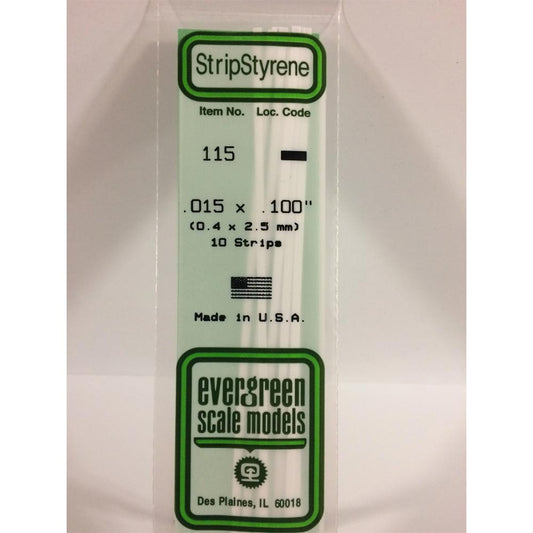 StripStyrene
Item No. Loc. Code
115
.015 x .100"
(0.4 x 2.5 mm)
10 Strips
Made in U.S.A.
evergreen
scale models
Des Plaines, IL 60018